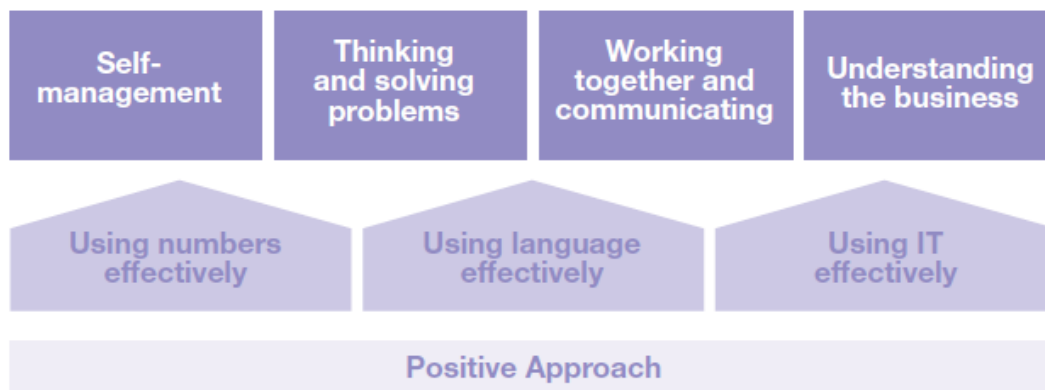 Self-
management
Thinking
and solving
problems
Working
together and
communicating
Understanding
the business
Using numbers
effectively
Using language
effectively
Using IT
effectively
Positive Approach